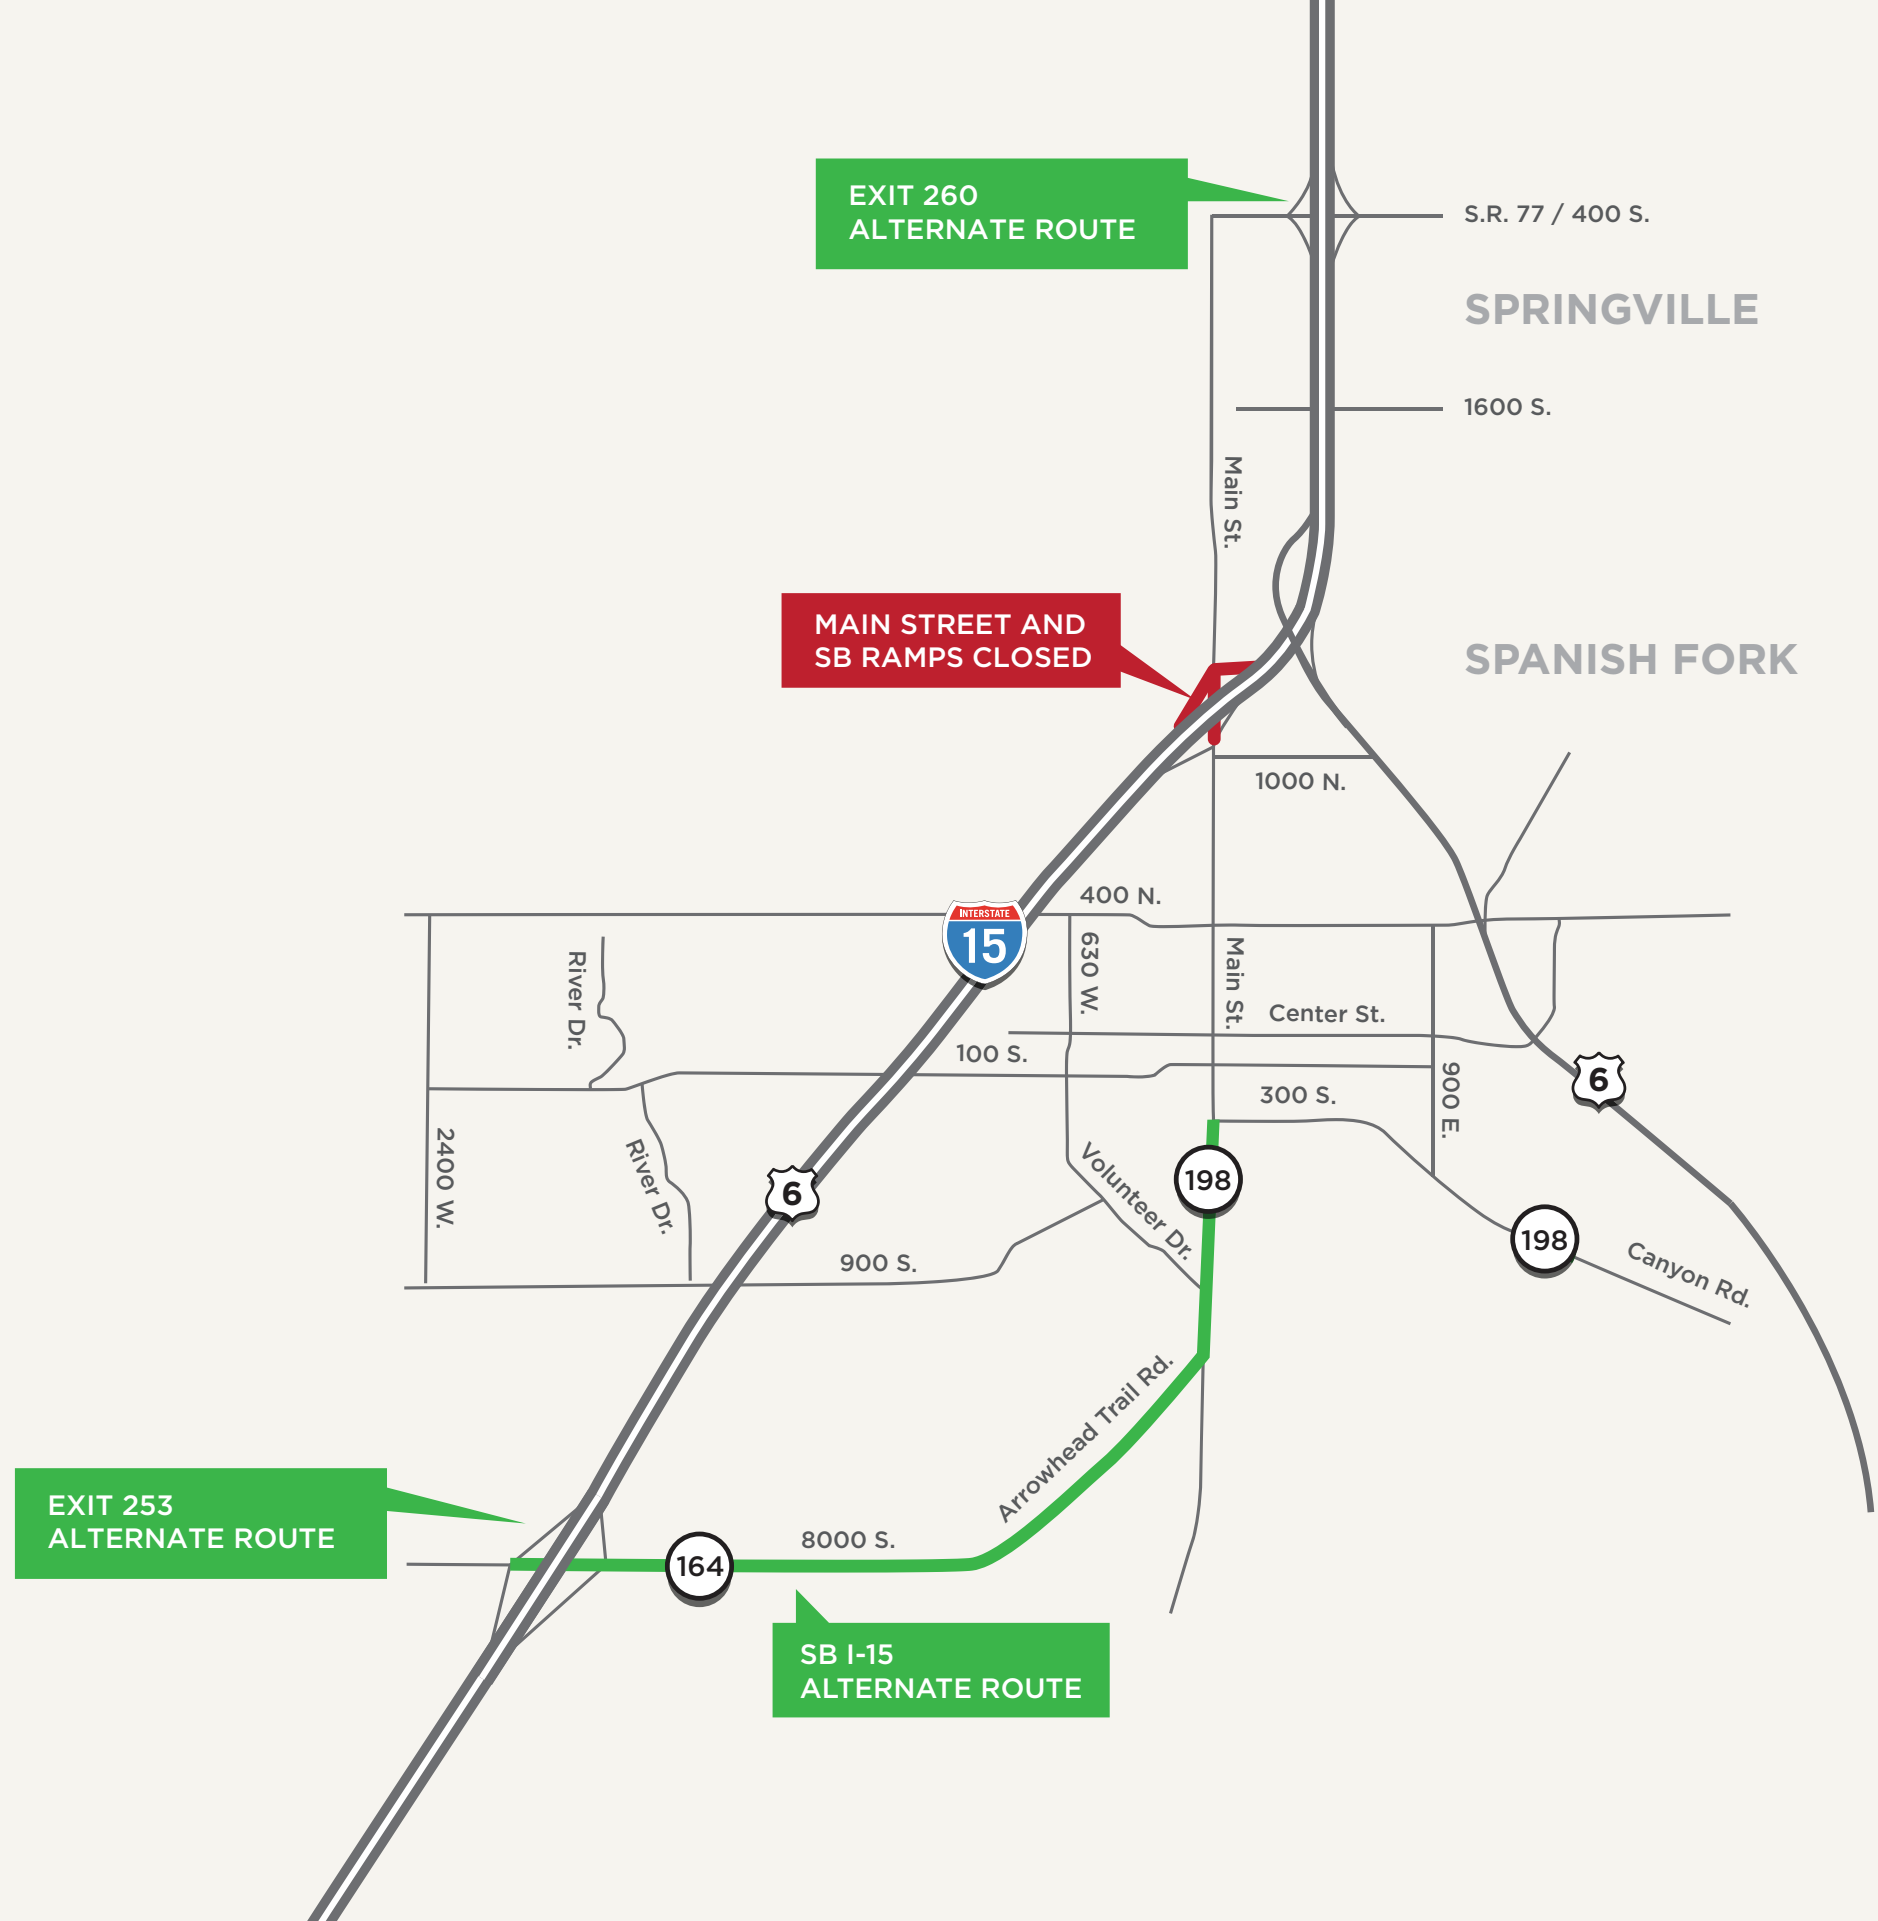 EXIT 260
ALTERNATE ROUTE
S.R. 77 / 400 S.
SPRINGVILLE
1600 S.
Main St.
MAIN STREET AND
SB RAMPS CLOSED
SPANISH FORK
1000 N.
400 N.
INTERSTATE
15
630 W.
Main St.
River Dr.
Center St.
100 S.
6
300 S.
900 E.
2400 W.
River Dr.
6
Volunteer Dr.
198
198
900 S.
Canyon Rd.
Arrowhead Trail Rd.
EXIT 253
ALTERNATE ROUTE
8000 S.
164
SB I-15
ALTERNATE ROUTE